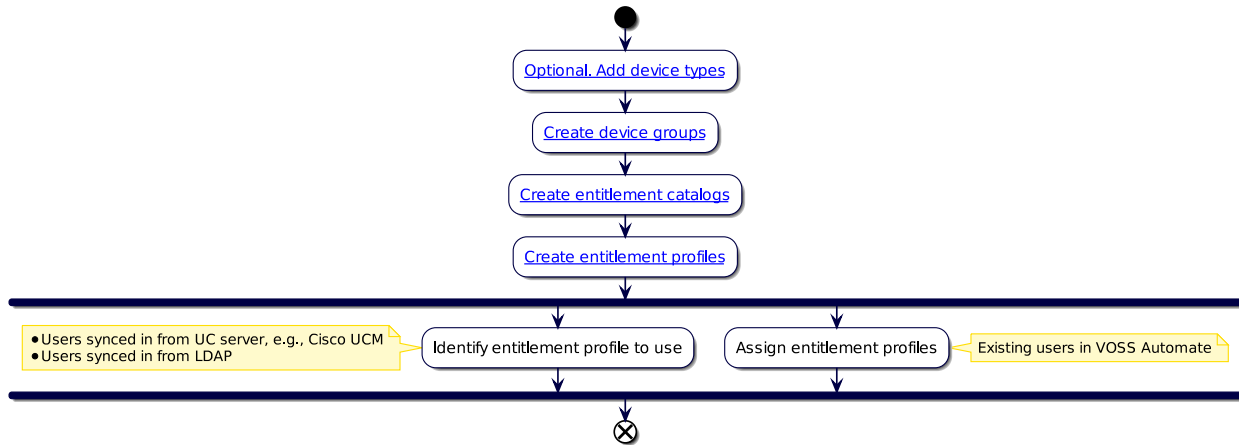 Optional. Add device types
Create device groups
Create entitlement catalogs
Create entitlement profiles
•Users synced in from UC server, e.g., Cisco UCM
•Users synced in from LDAP
Identify entitlement profile to use
Assign entitlement profiles
Existing users in VOSS Automate